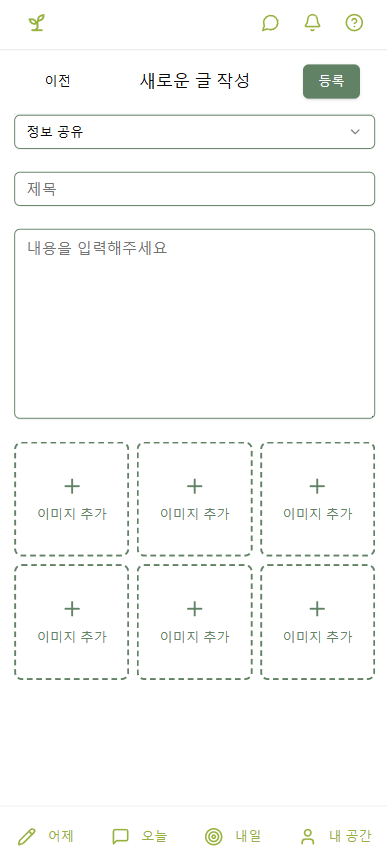 이전 새로운 글 작성 등록
정보 공유
제목
내용을 입력해주세요
이미지 추가 이미지 추가 이미지 추가
이미지 추가 이미지 추가 이미지 추가
어제 오늘 내일 내 공간